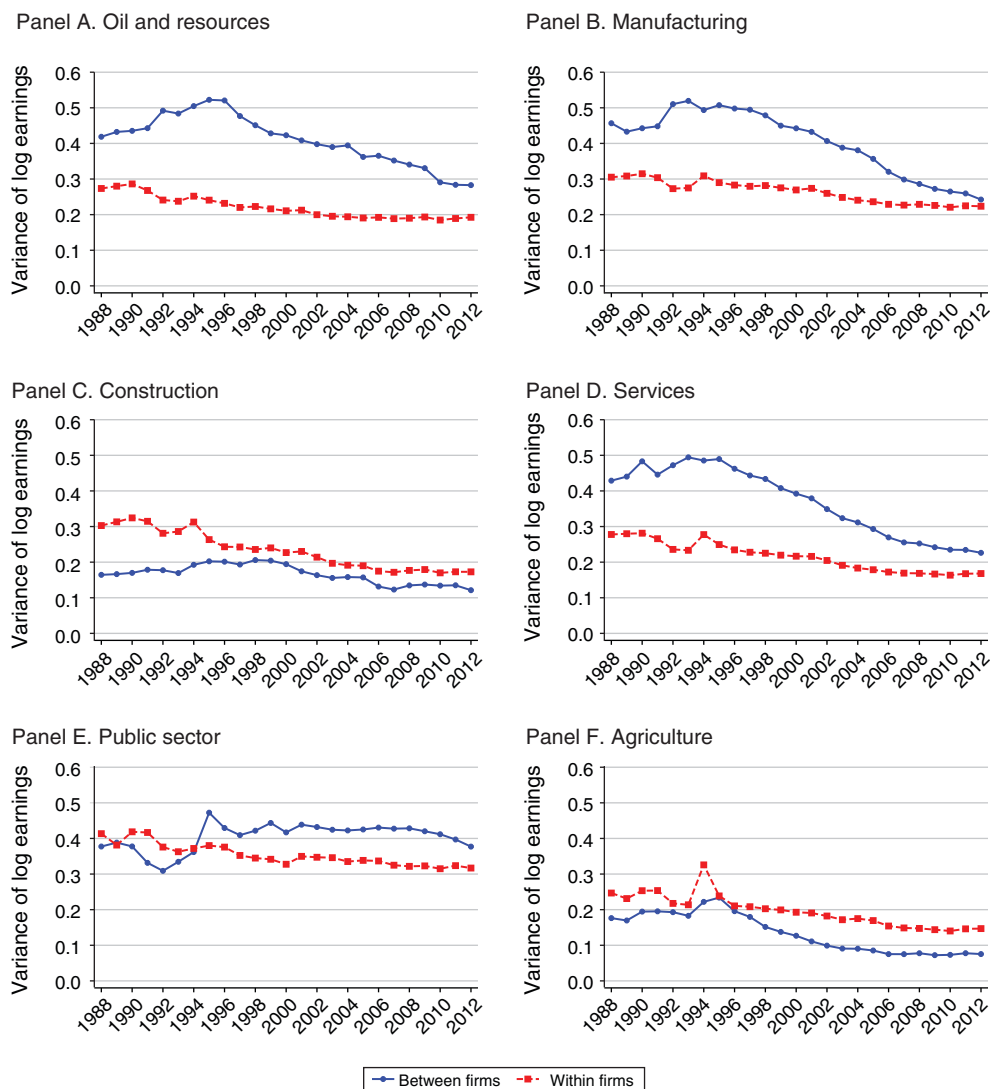 Panel A. Oil and resources
Variance of log earnings
0.6
0.5
0.4
0.3
0.2
0.1
0.0
1988 1990 1992 1994 1996 1998 2000 2002 2004 2006 2008 2010 2012
Panel B. Manufacturing
Variance of log earnings
0.6
0.5
0.4
0.3
0.2
0.1
0.0
1988 1990 1992 1994 1996 1998 2000 2002 2004 2006 2008 2010 2012
Panel C. Construction
Variance of log earnings
0.6
0.5
0.4
0.3
0.2
0.1
0.0
1988 1990 1992 1994 1996 1998 2000 2002 2004 2006 2008 2010 2012
Panel D. Services
Variance of log earnings
0.6
0.5
0.4
0.3
0.2
0.1
0.0
1988 1990 1992 1994 1996 1998 2000 2002 2004 2006 2008 2010 2012
Panel E. Public sector
Variance of log earnings
0.6
0.5
0.4
0.3
0.2
0.1
0.0
1988 1990 1992 1994 1996 1998 2000 2002 2004 2006 2008 2010 2012
Panel F. Agriculture
Variance of log earnings
0.6
0.5
0.4
0.3
0.2
0.1
0.0
1988 1990 1992 1994 1996 1998 2000 2002 2004 2006 2008 2010 2012
Between firms Within firms